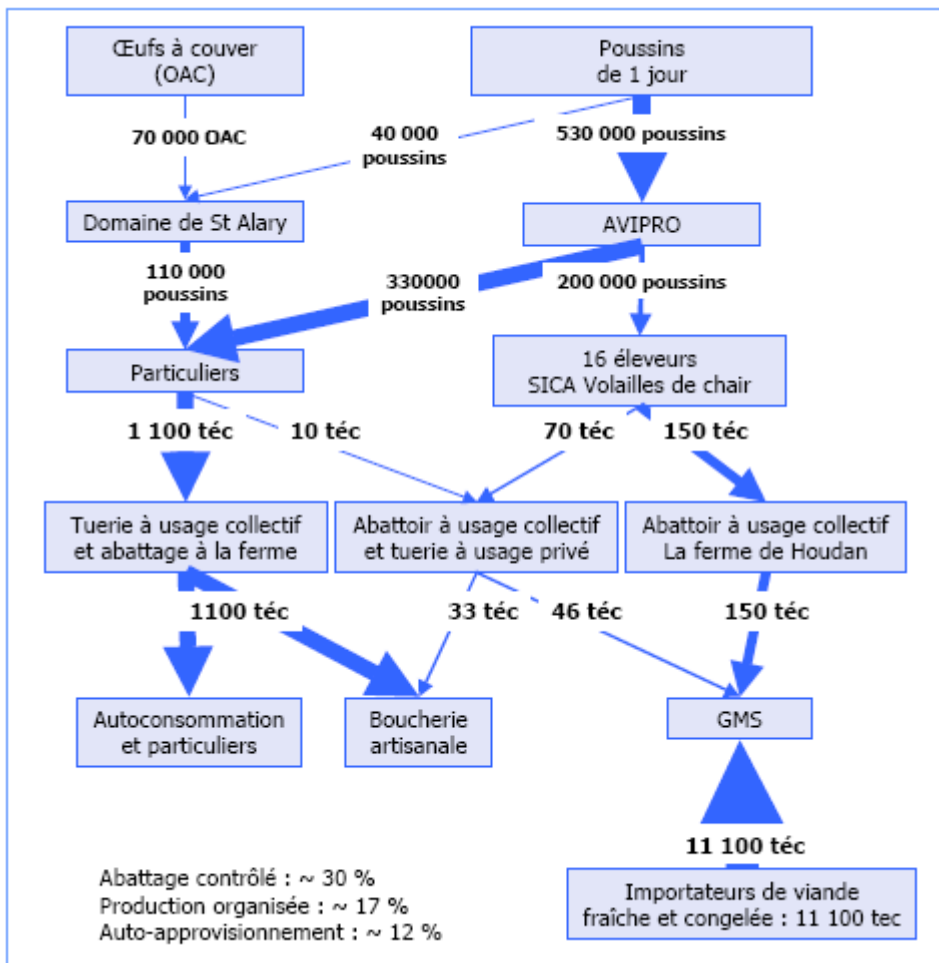 Œufs à couver
(OAC)
Poussins
de 1 jour
70 000 OAC
40 000
poussins
530 000 poussins
Domaine de St Alary
AVIPRO
110 000
poussins
330000
poussins
200 000 poussins
Particuliers
16 éleveurs
SICA Volailles de chair
1 100 téc
10 téc
70 téc
150 téc
Tuerie à usage collectif
et abattage à la ferme
Abattoir à usage collectif
et tuerie à usage privé
Abattoir à usage collectif
La ferme de Houdan
1100 téc
33 téc
46 téc
150 téc
Autoconsommation
et particuliers
Boucherie
artisanale
GMS
11 100 téc
Importateurs de viande
fraîche et congelée : 11 100 tec
Abattage contrôlé : ~ 30 %
Production organisée : ~ 17 %
Auto-approvisionnement : ~ 12 %